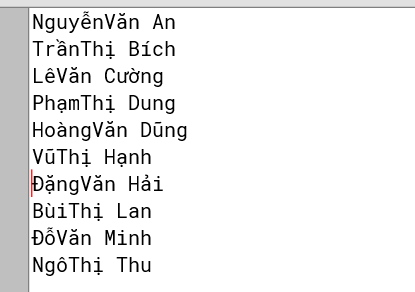 NguyễnVăn An
TrầnThị Bích
LêVăn Cường
PhạmThị Dung
HoàngVăn Dũng
VũThị Hạnh
ĐặngVăn Hải
BùiThị Lan
ĐỗVăn Minh
NgôThị Thu